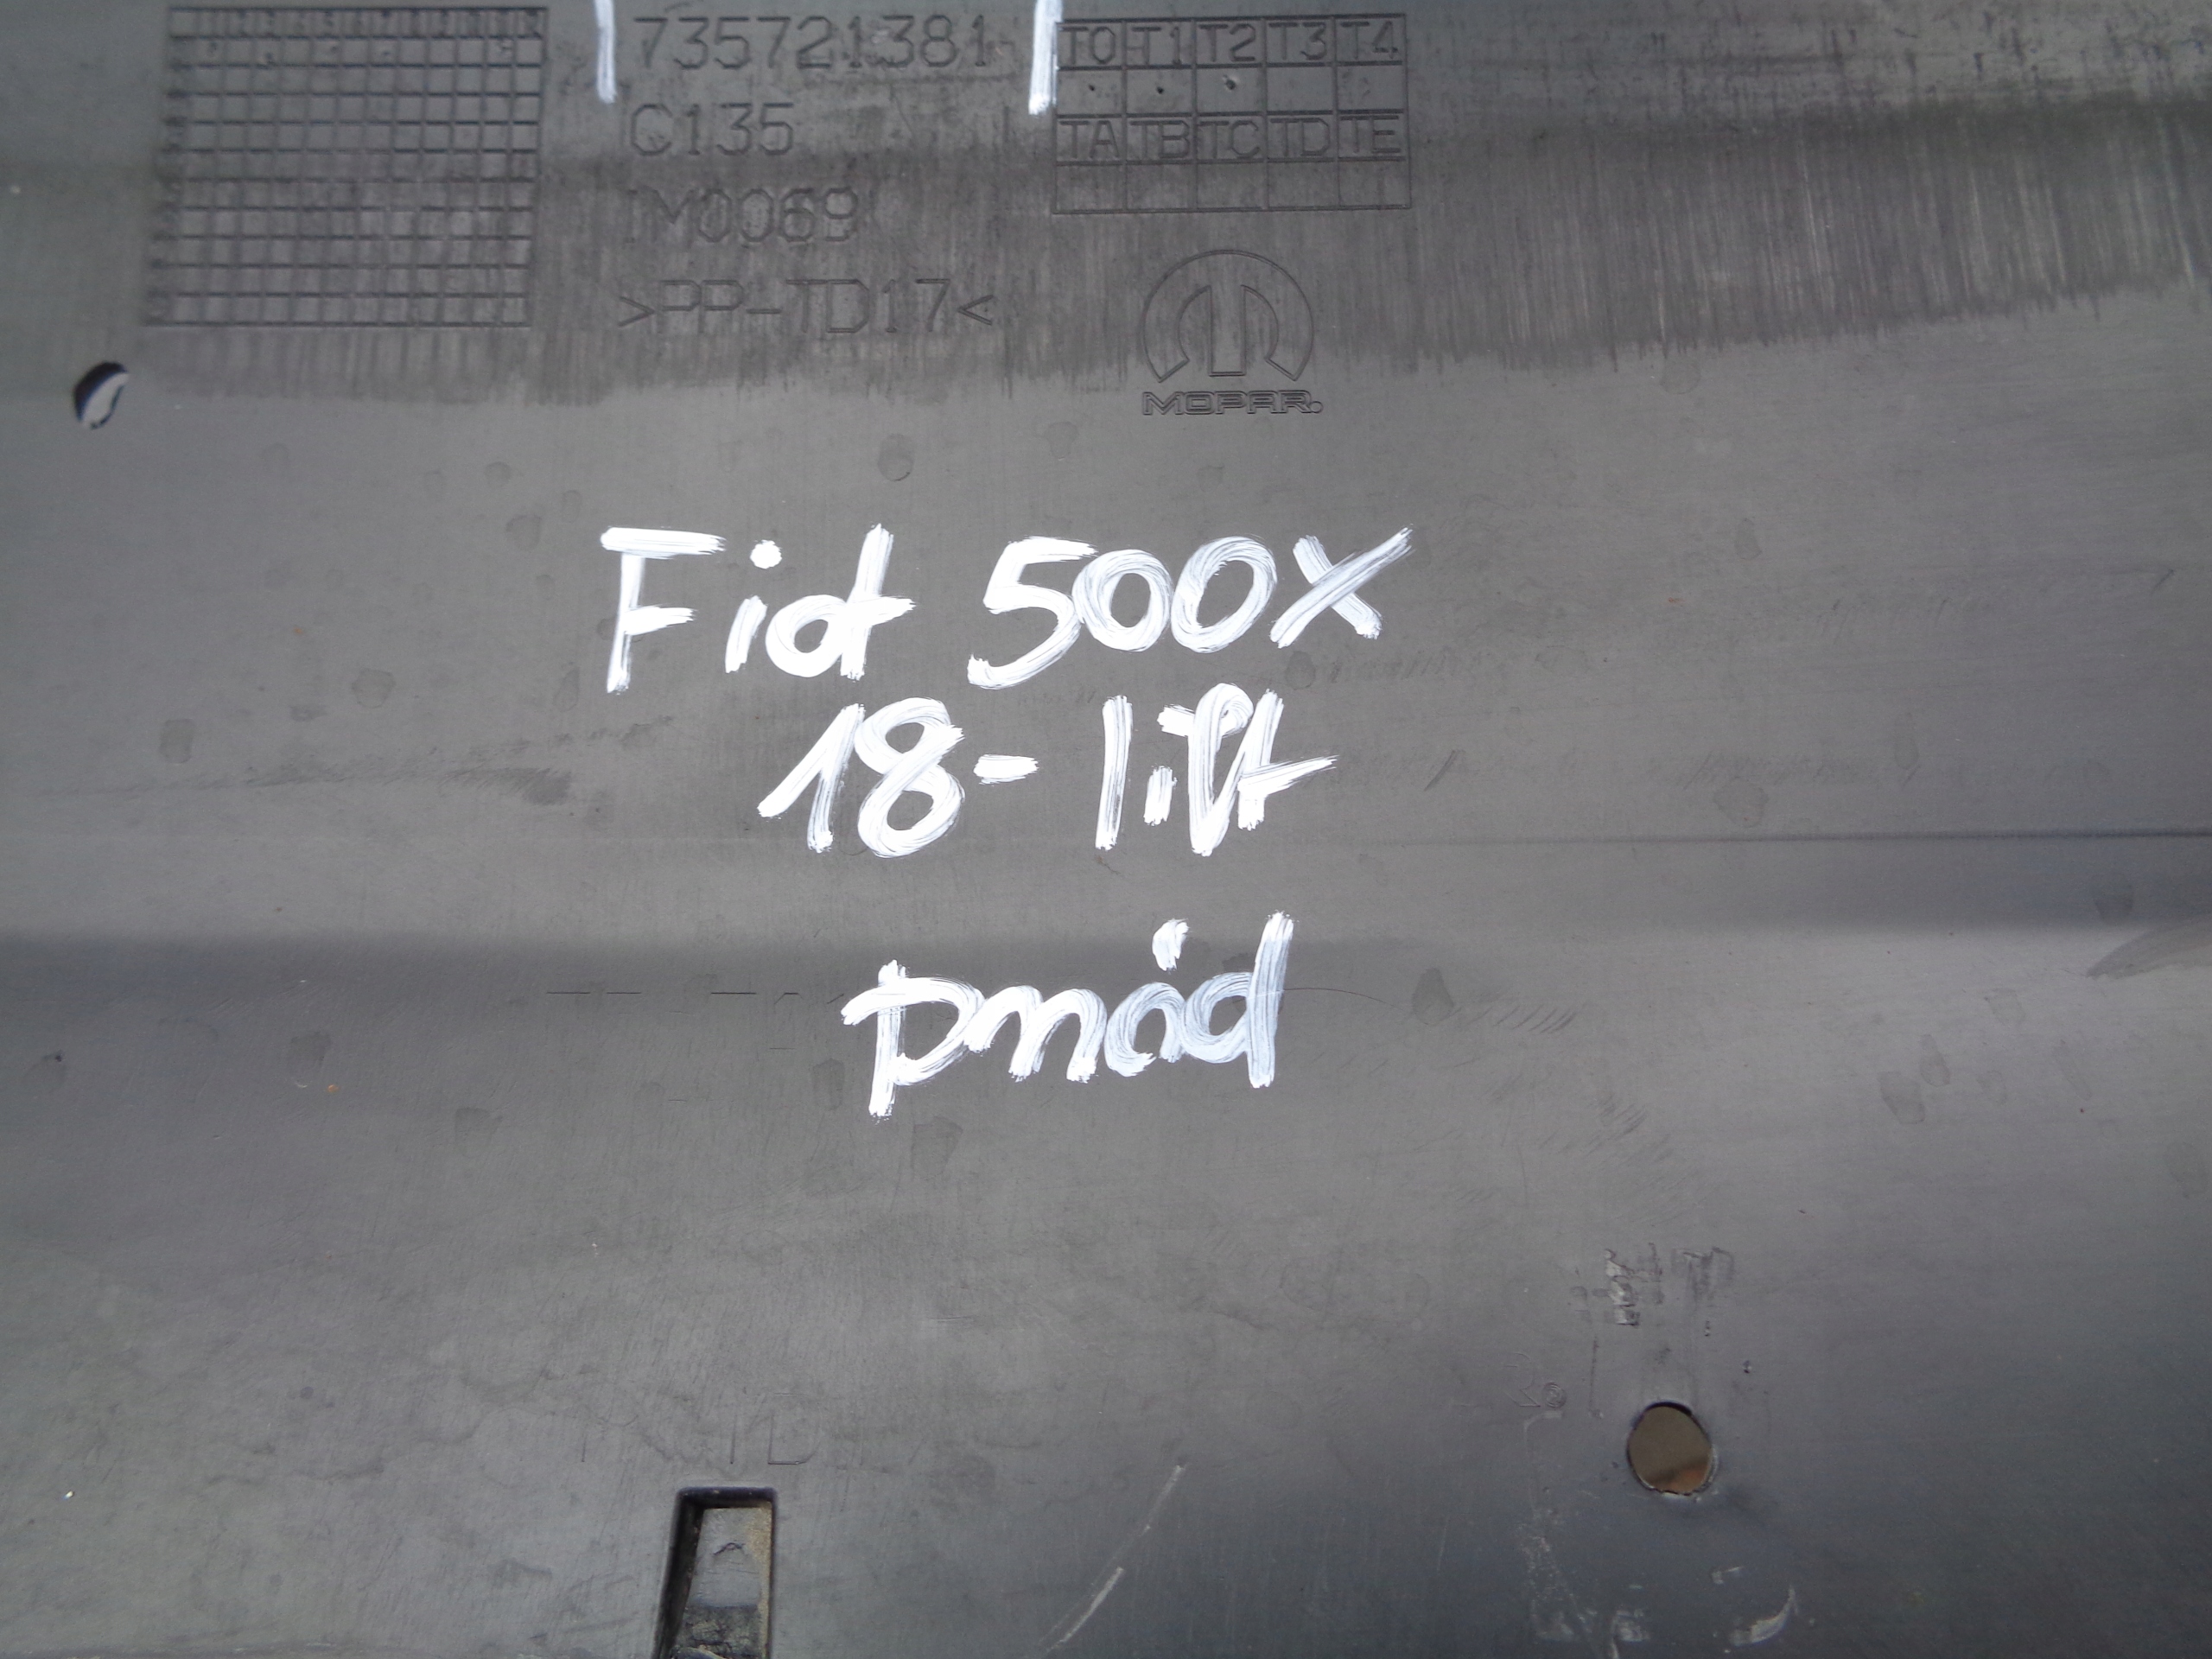 735721381
C135
1M0069
>PP-TD17<
T0 T1 T2 T3 T4
TA TB TC TD TE
MOPAR.
Fiat 500X
18- lift